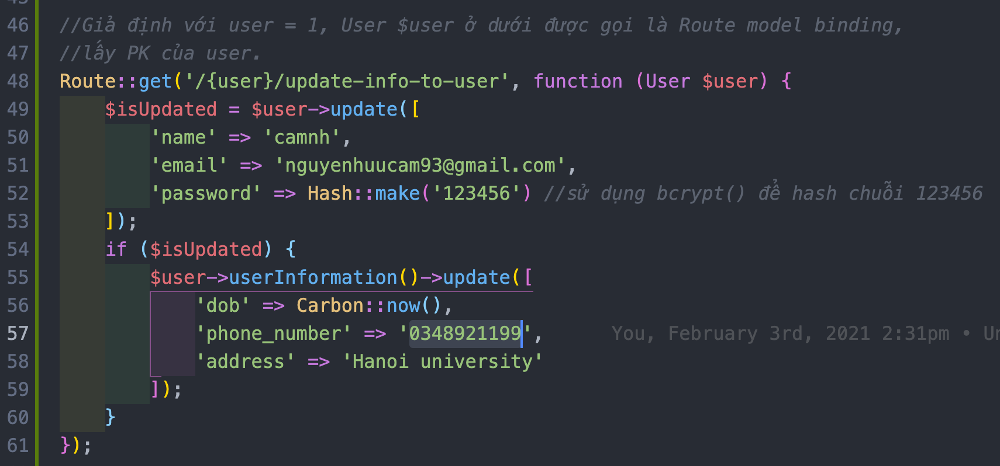 46 //Giả định với user = 1, User $user ở dưới được gọi là Route model binding,
47 //lấy PK của user.
48 Route::get('/{user}/update-info-to-user', function (User $user) {
49 $isUpdated = $user->update([
50 'name' => 'camnh',
51 'email' => 'nguyenhuucam93@gmail.com',
52 'password' => Hash::make('123456') //sử dụng bcrypt() để hash chuỗi 123456
53 ]);
54 if ($isUpdated) {
55 $user->userInformation()->update([
56 'dob' => Carbon::now(),
57 'phone_number' => '0348921199', You, February 3rd, 2021 2:31pm •
58 'address' => 'Hanoi university'
59 ]);
60 }
61 });